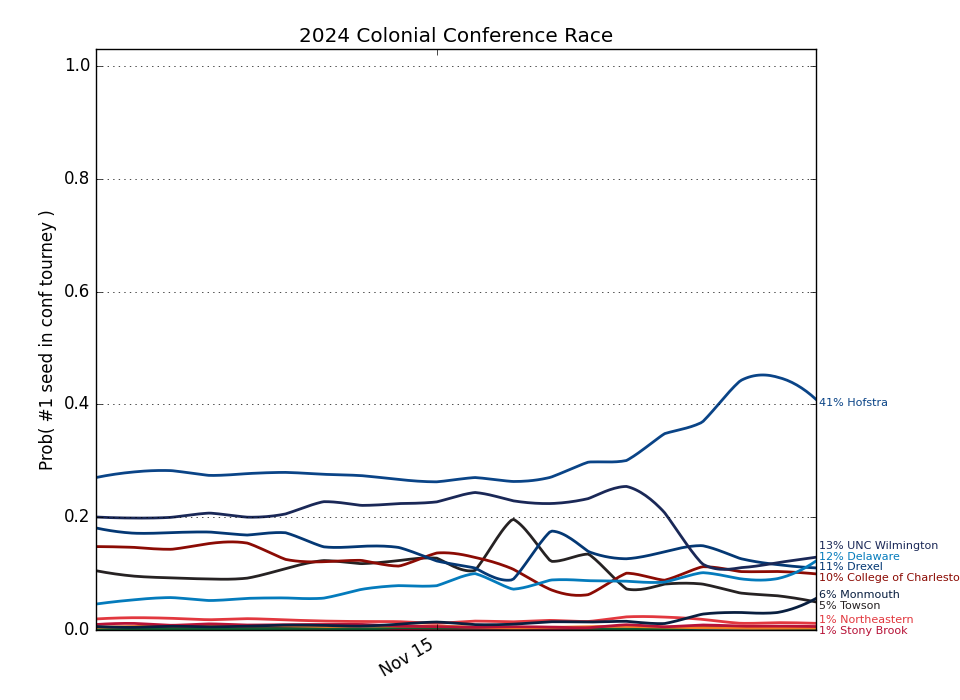 2024 Colonial Conference Race
Prob( #1 seed in conf tourney )
1.0
0.8
0.6
0.4
0.2
0.0
Nov 15
41% Hofstra
13% UNC Wilmington
12% Delaware
11% Drexel
10% College of Charlesto
6% Monmouth
5% Towson
1% Northeastern
1% Stony Brook